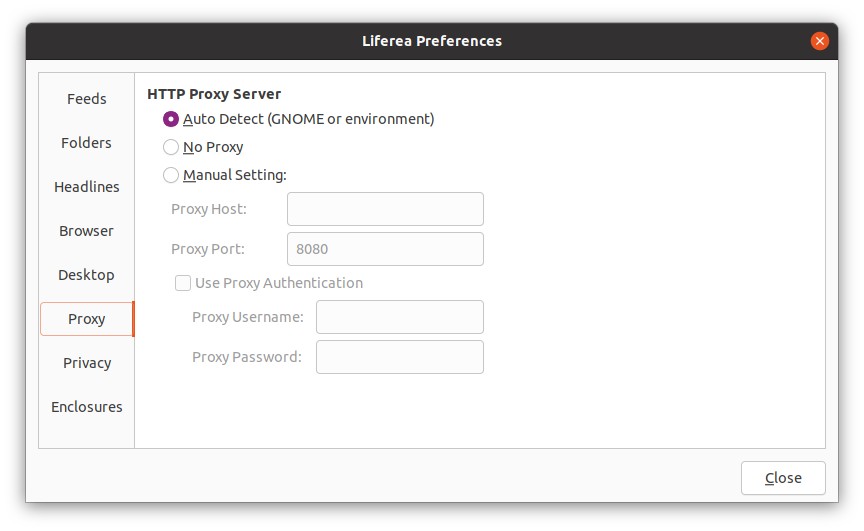 Liferea Preferences
Feeds
Folders
Headlines
Browser
Desktop
Proxy
Privacy
Enclosures
HTTP Proxy Server
Auto Detect (GNOME or environment)
No Proxy
Manual Setting:
Proxy Host:
Proxy Port: 8080
Use Proxy Authentication
Proxy Username:
Proxy Password:
Close